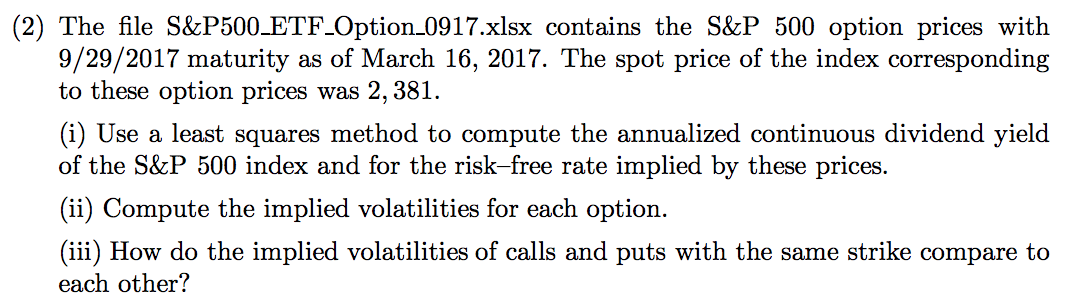 (2) The file S&P500_ETF_Option_0917.xlsx contains the S&P 500 option prices with
9/29/2017 maturity as of March 16, 2017. The spot price of the index corresponding
to these option prices was 2, 381.
(i) Use a least squares method to compute the annualized continuous dividend yield
of the S&P 500 index and for the risk–free rate implied by these prices.
(ii) Compute the implied volatilities for each option.
(iii) How do the implied volatilities of calls and puts with the same strike compare to
each other?